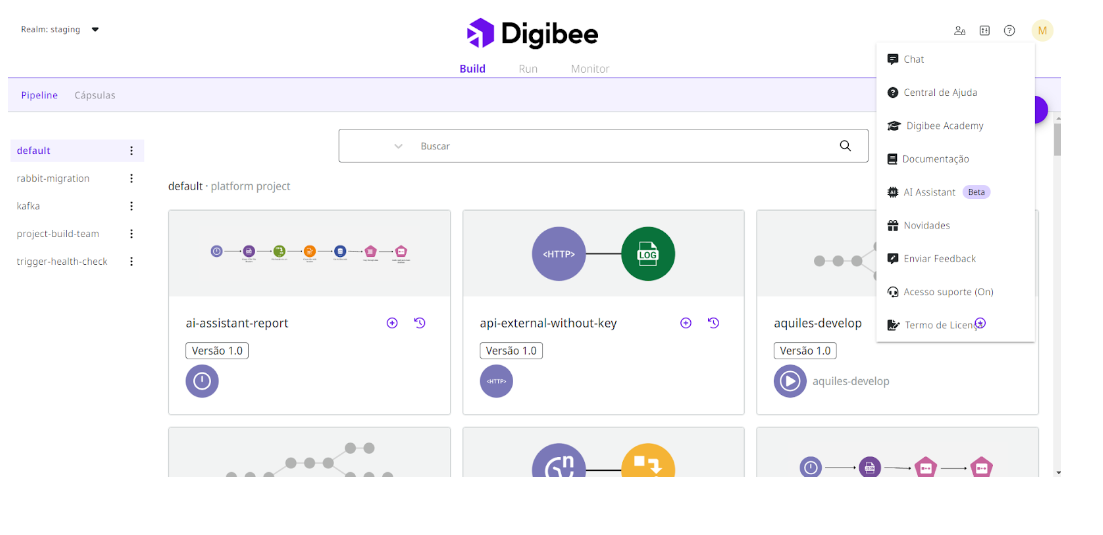 Realm: staging
Digibee
M
Build
Run
Monitor
Pipeline
Cápsulas
Chat
Central de Ajuda
Digibee Academy
Documentação
AI Assistant
Beta
Novidades
Enviar Feedback
Acesso suporte (On)
Termo de Licença
default
rabbit-migration
kafka
project-build-team
trigger-health-check
Buscar
default · platform project
<HTTP>
LOG
ai-assistant-report
Versão 1.0
api-external-without-key
Versão 1.0
<HTTP>
aquiles-develop
Versão 1.0
aquiles-develop